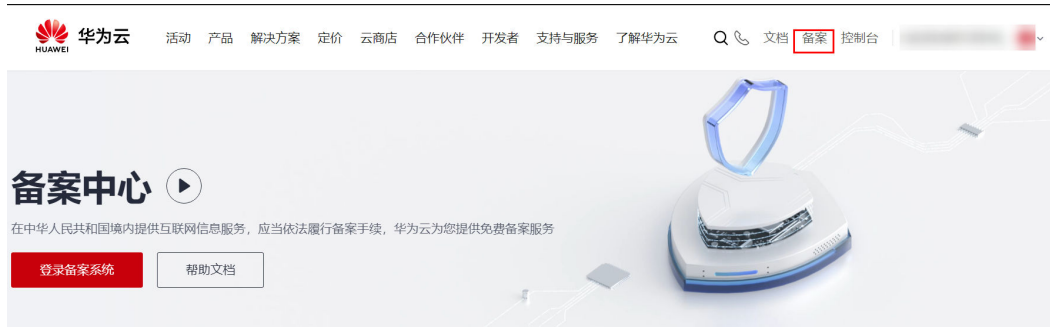 HUAWEI 华为云 活动 产品 解决方案 定价 云商店 合作伙伴 开发者 支持与服务 了解华为云 文档 备案 控制台
备案中心
在中华人民共和国境内提供互联网信息服务，应当依法履行备案手续，华为云为您提供免费备案服务
登录备案系统 帮助文档